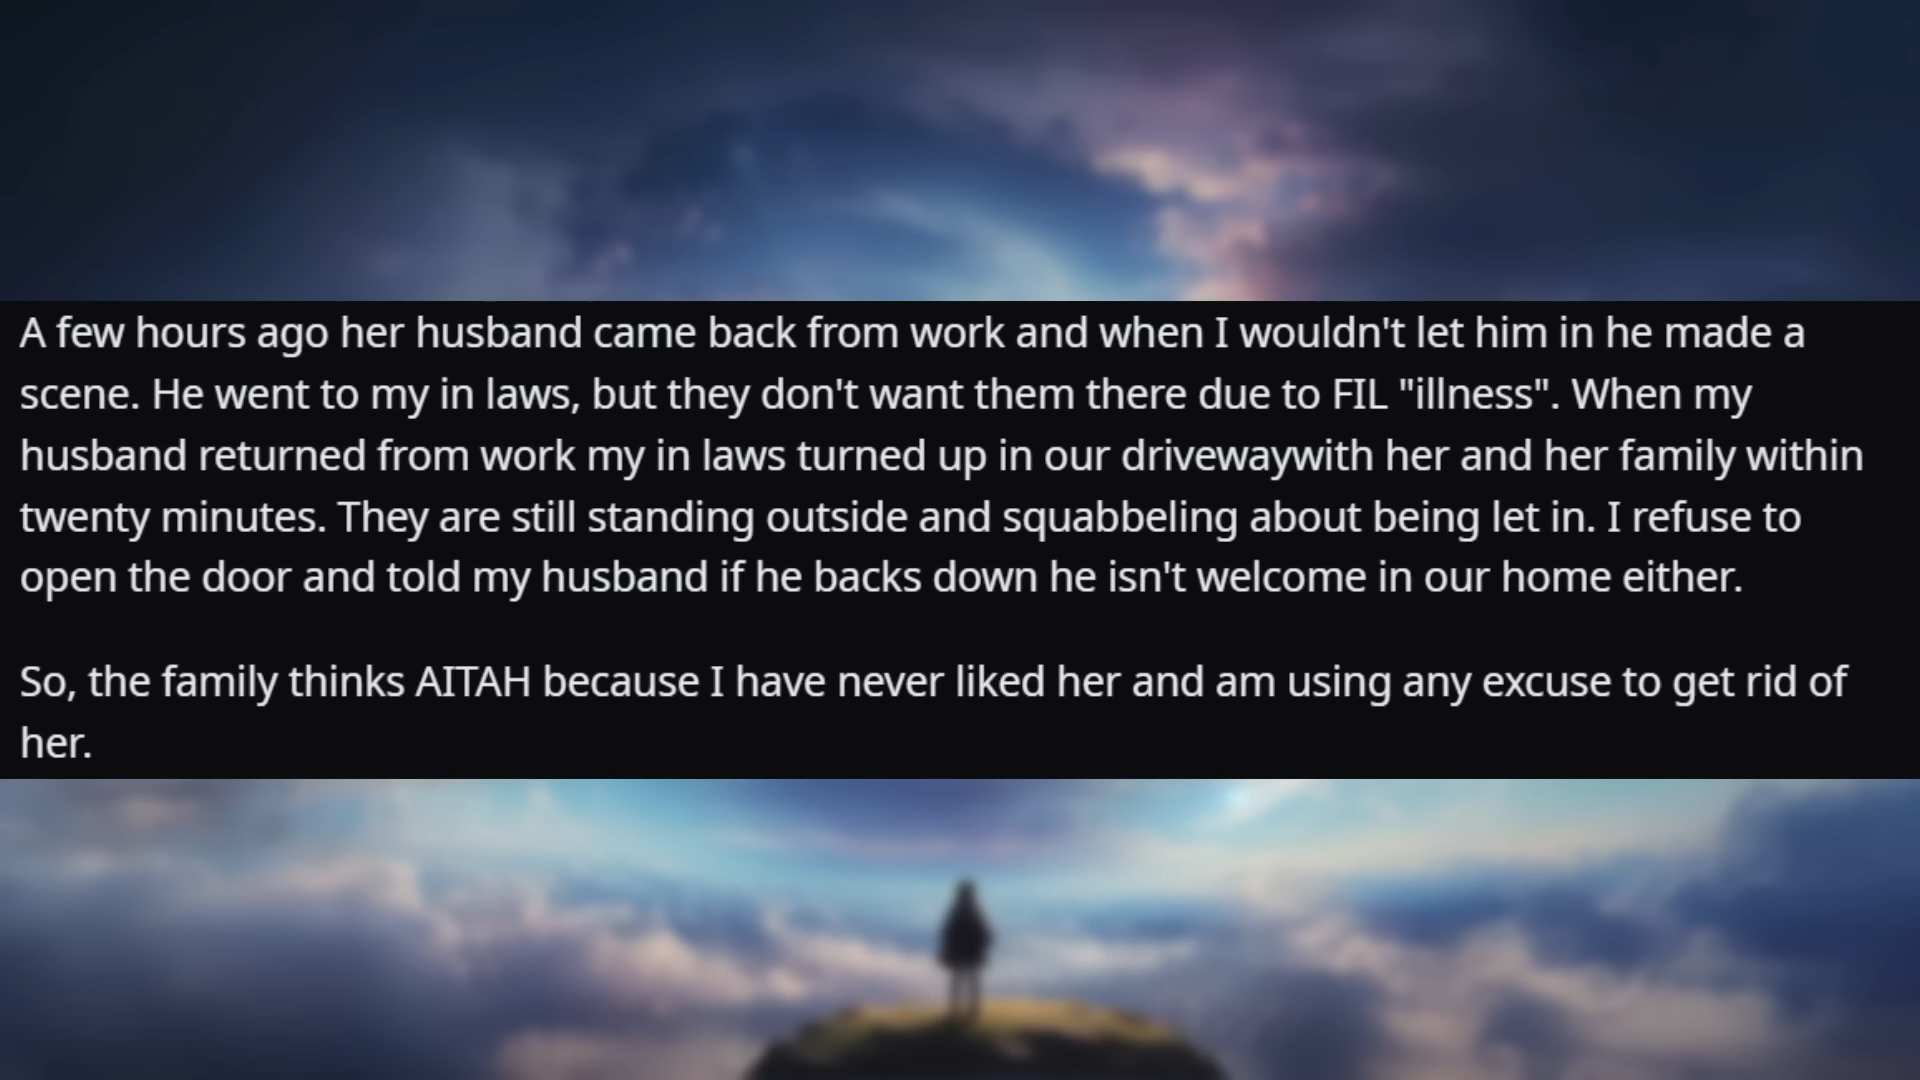 A few hours ago her husband came back from work and when I wouldn't let him in he made a
scene. He went to my in laws, but they don't want them there due to FIL "illness". When my
husband returned from work my in laws turned up in our drivewaywith her and her family within
twenty minutes. They are still standing outside and squabbeling about being let in. I refuse to
open the door and told my husband if he backs down he isn't welcome in our home either.
So, the family thinks AITAH because I have never liked her and am using any excuse to get rid of
her.